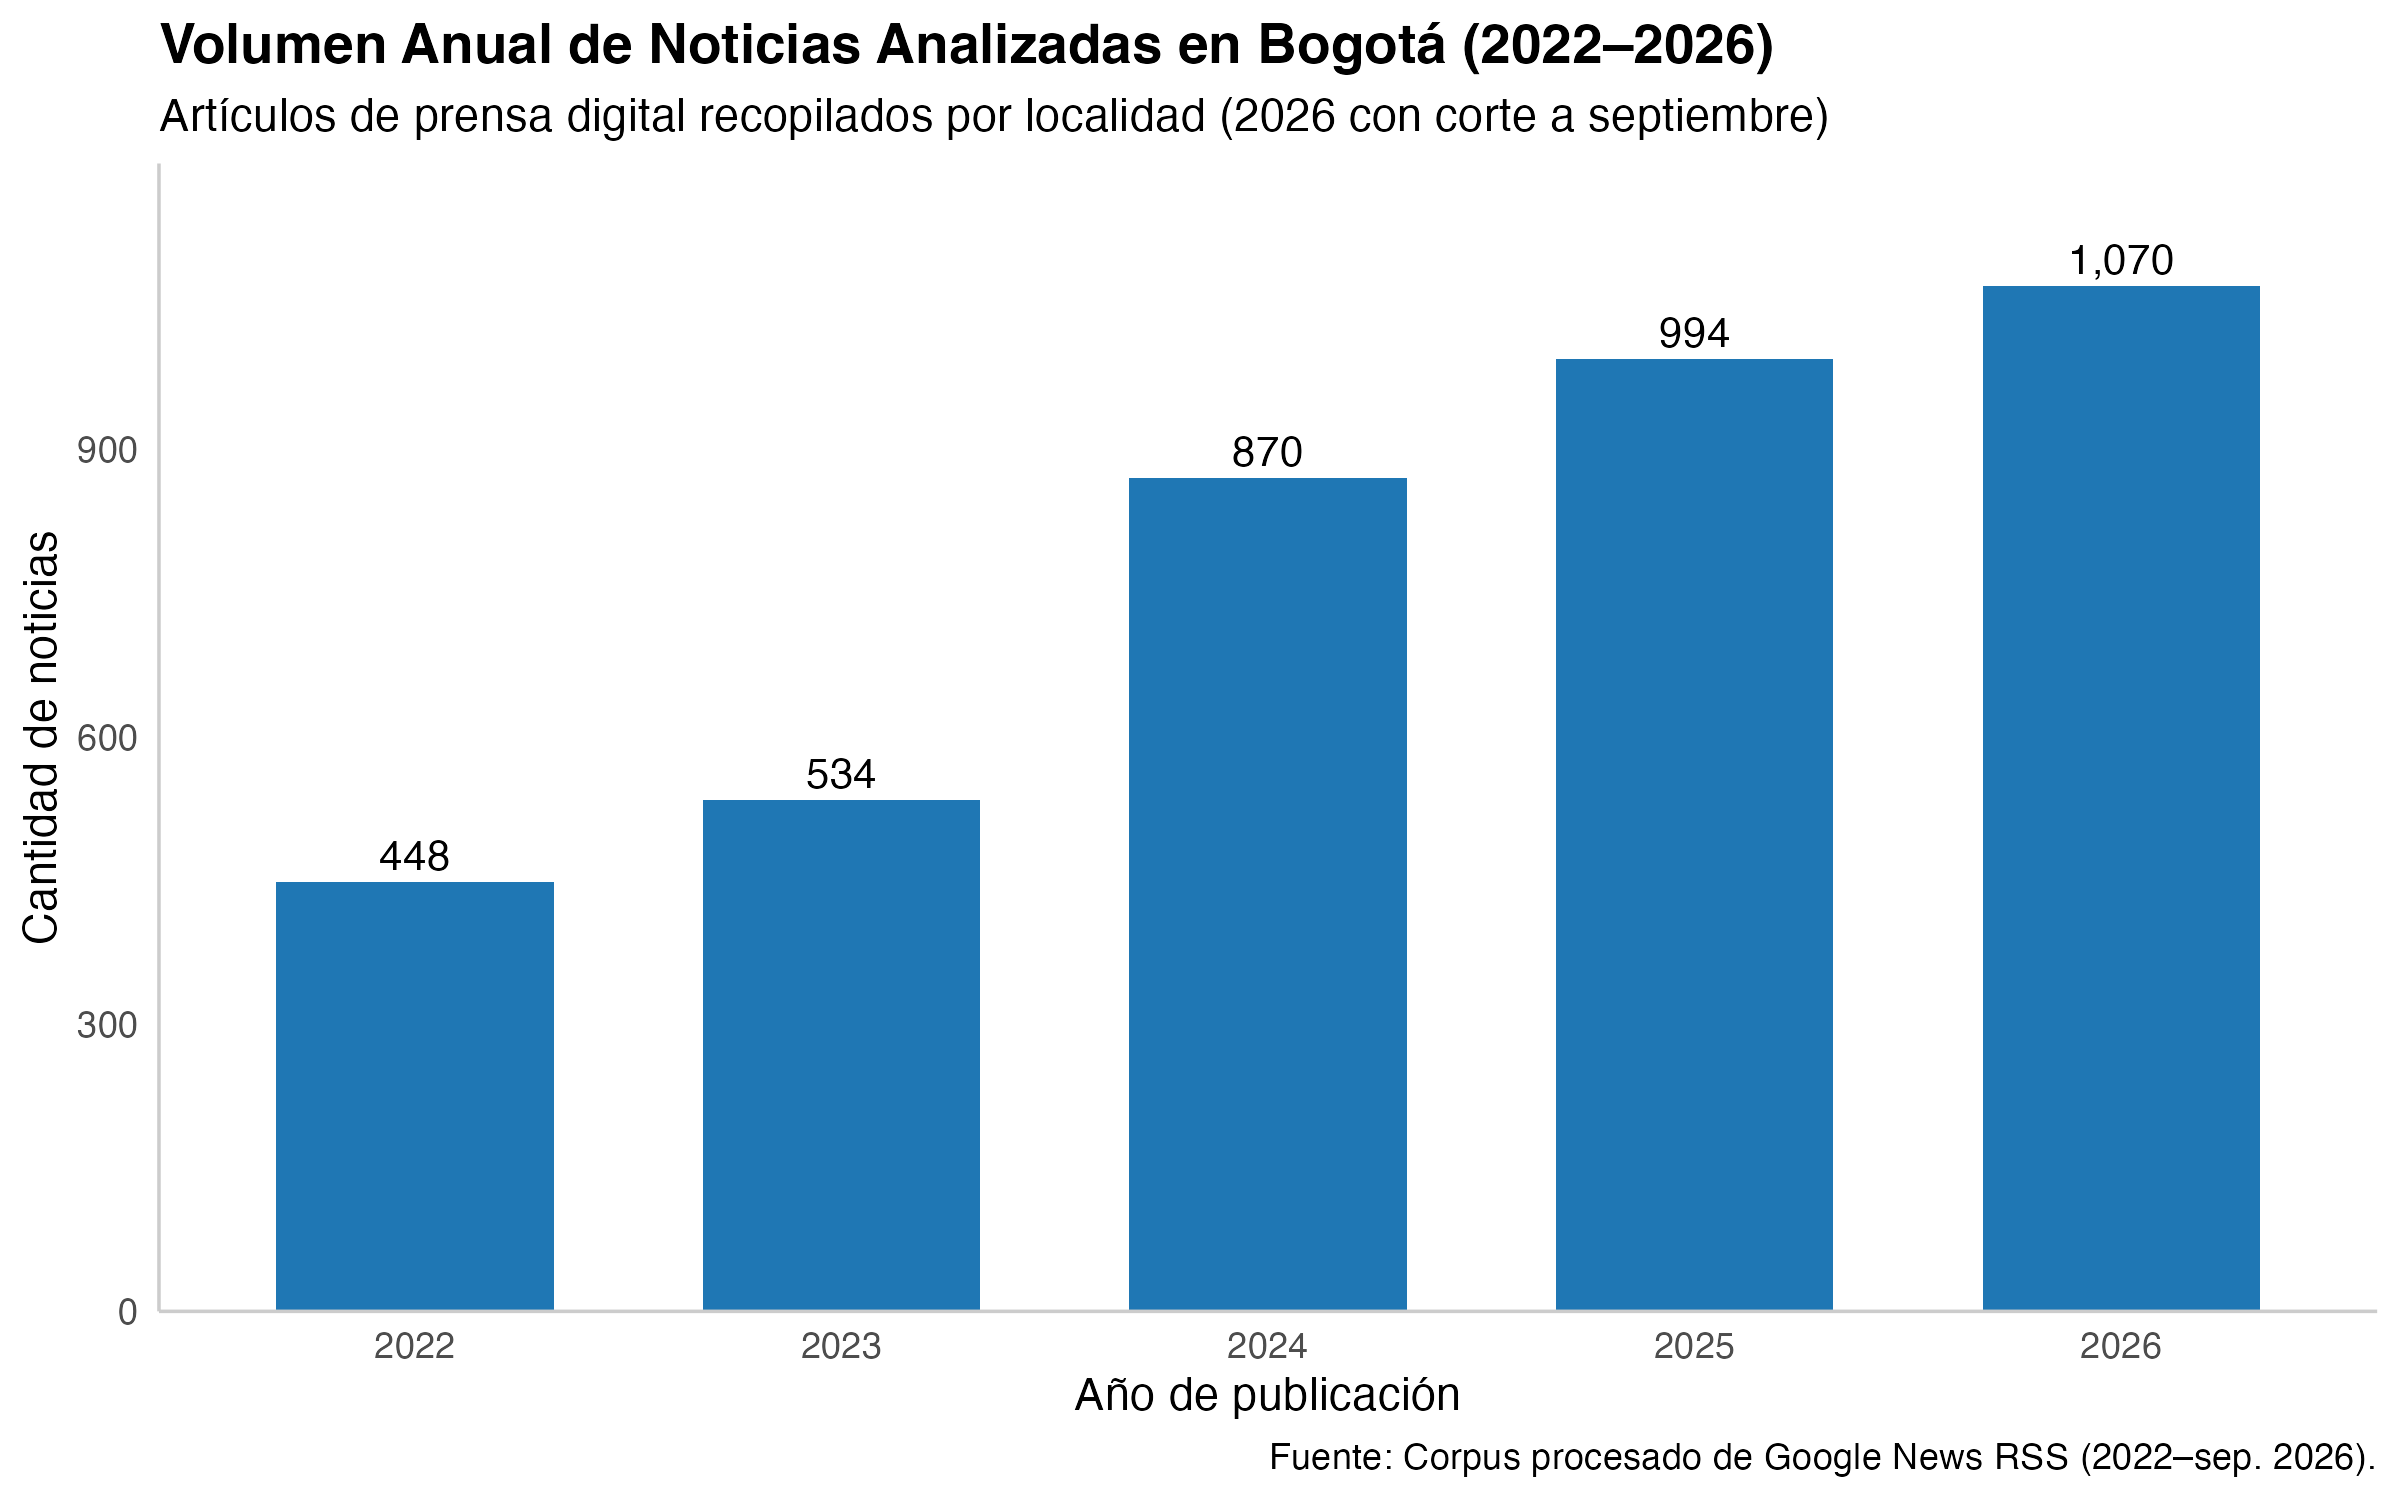 Volumen Anual de Noticias Analizadas en Bogotá (2022–2026)
Artículos de prensa digital recopilados por localidad (2026 con corte a septiembre)
Cantidad de noticias
900
600
300
0
448
534
870
994
1,070
2022
2023
2024
2025
2026
Año de publicación
Fuente: Corpus procesado de Google News RSS (2022–sep. 2026).